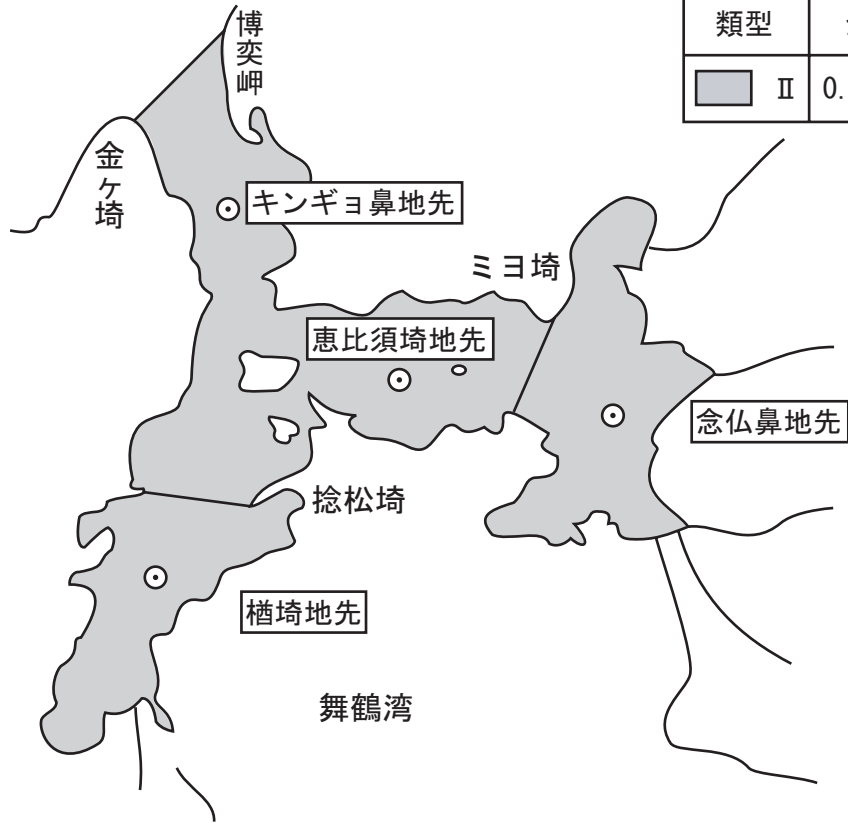 博奕岬
類型
Ⅱ 0.
金ヶ埼
キンギョ鼻地先
ミヨ埼
恵比須埼地先
念仏鼻地先
捻松埼
楢埼地先
舞鶴湾